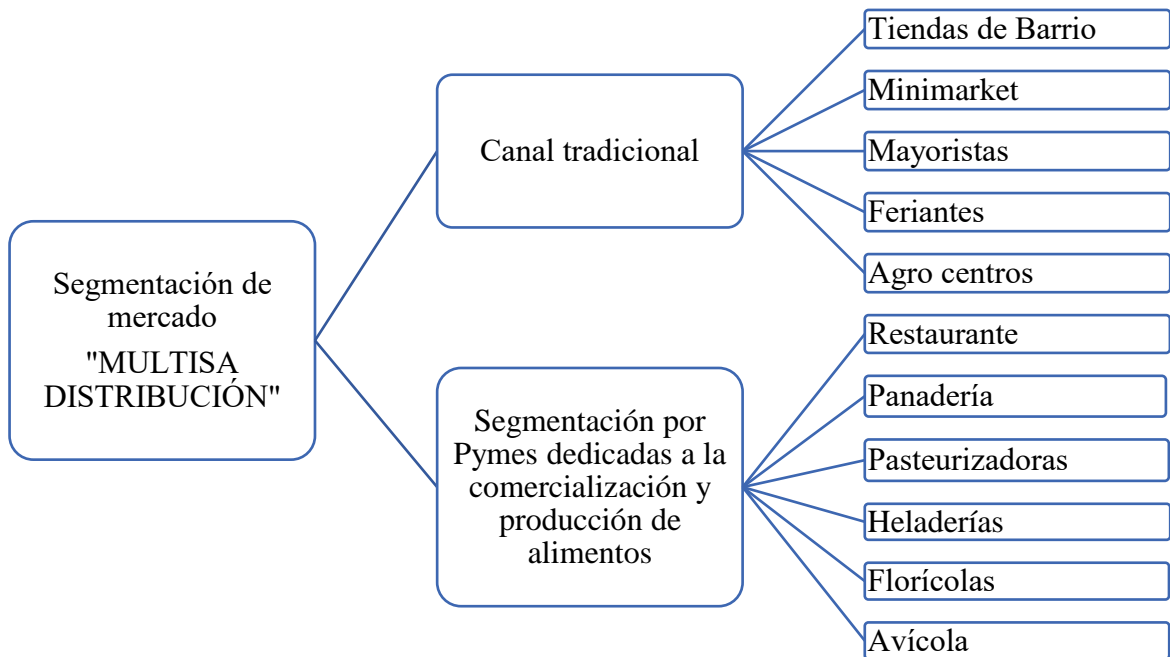 Segmentación de
mercado
"MULTISA
DISTRIBUCIÓN"
Canal tradicional
Tiendas de Barrio
Minimarket
Mayoristas
Feriantes
Agro centros
Segmentación por
Pymes dedicadas a la
comercialización y
producción de
alimentos
Restaurante
Panadería
Pasteurizadoras
Heladerías
Florícolas
Avícola